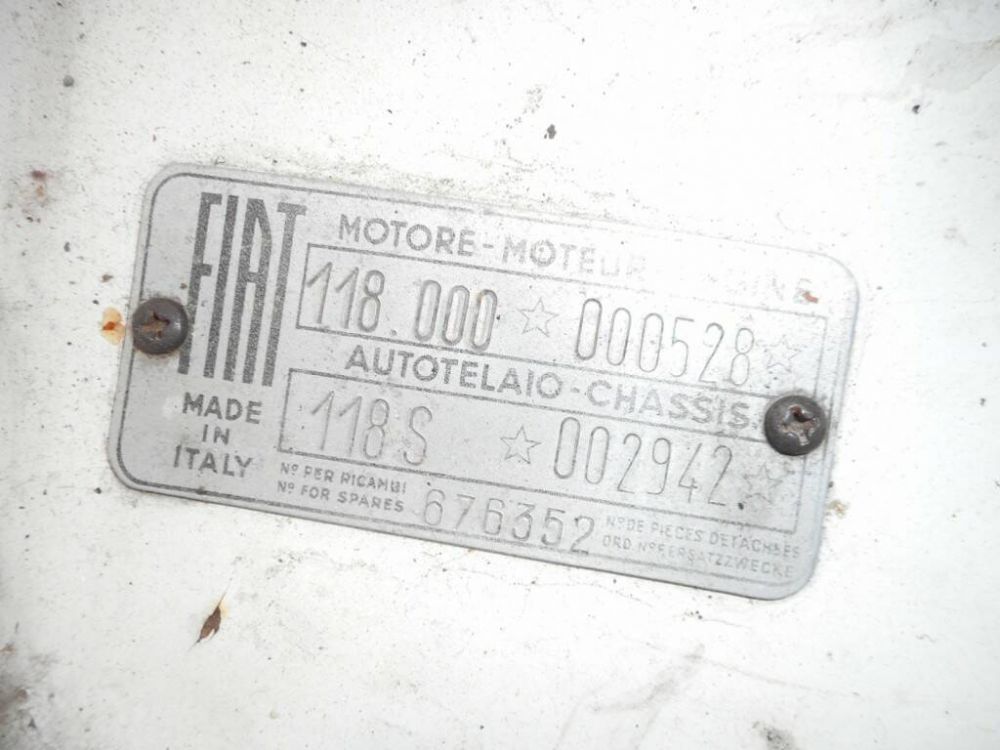 FIAT
MOTORE-MOTEUR
118.000 ☆ 000528☆
AUTOTELAIO-CHASSIS
118S ☆ 002942☆
MADE
IN
ITALY
Nº PER RICAMBI
Nº FOR SPARES
676352
Nº DE PIECES DETACHEES
ORD. Nº F. ERSATZZWECKE